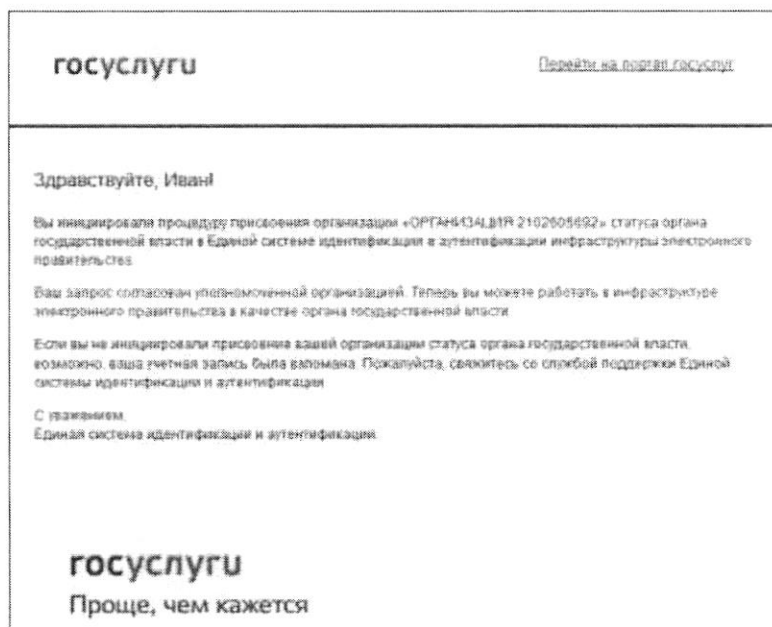 госуслуги
Перейти на портал госуслуг
Здравствуйте, Иван!
Вы инициировали процедуру присвоения организации «ОРГАНИЗАЦИЯ 2102605692» статуса органа
государственной власти в Единой системе идентификации и аутентификации инфраструктуры электронного
правительства.
Ваш запрос согласован уполномоченной организацией. Теперь вы можете работать в инфраструктуре
электронного правительства в качестве органа государственной власти
Если вы не инициировали присвоение вашей организации статуса органа государственной власти,
возможно, ваша учетная запись была взломана. Пожалуйста, свяжитесь со службой поддержки Единой
системы идентификации и аутентификации
С уважением,
Единая система идентификации и аутентификации.
госуслуги
Проще, чем кажется